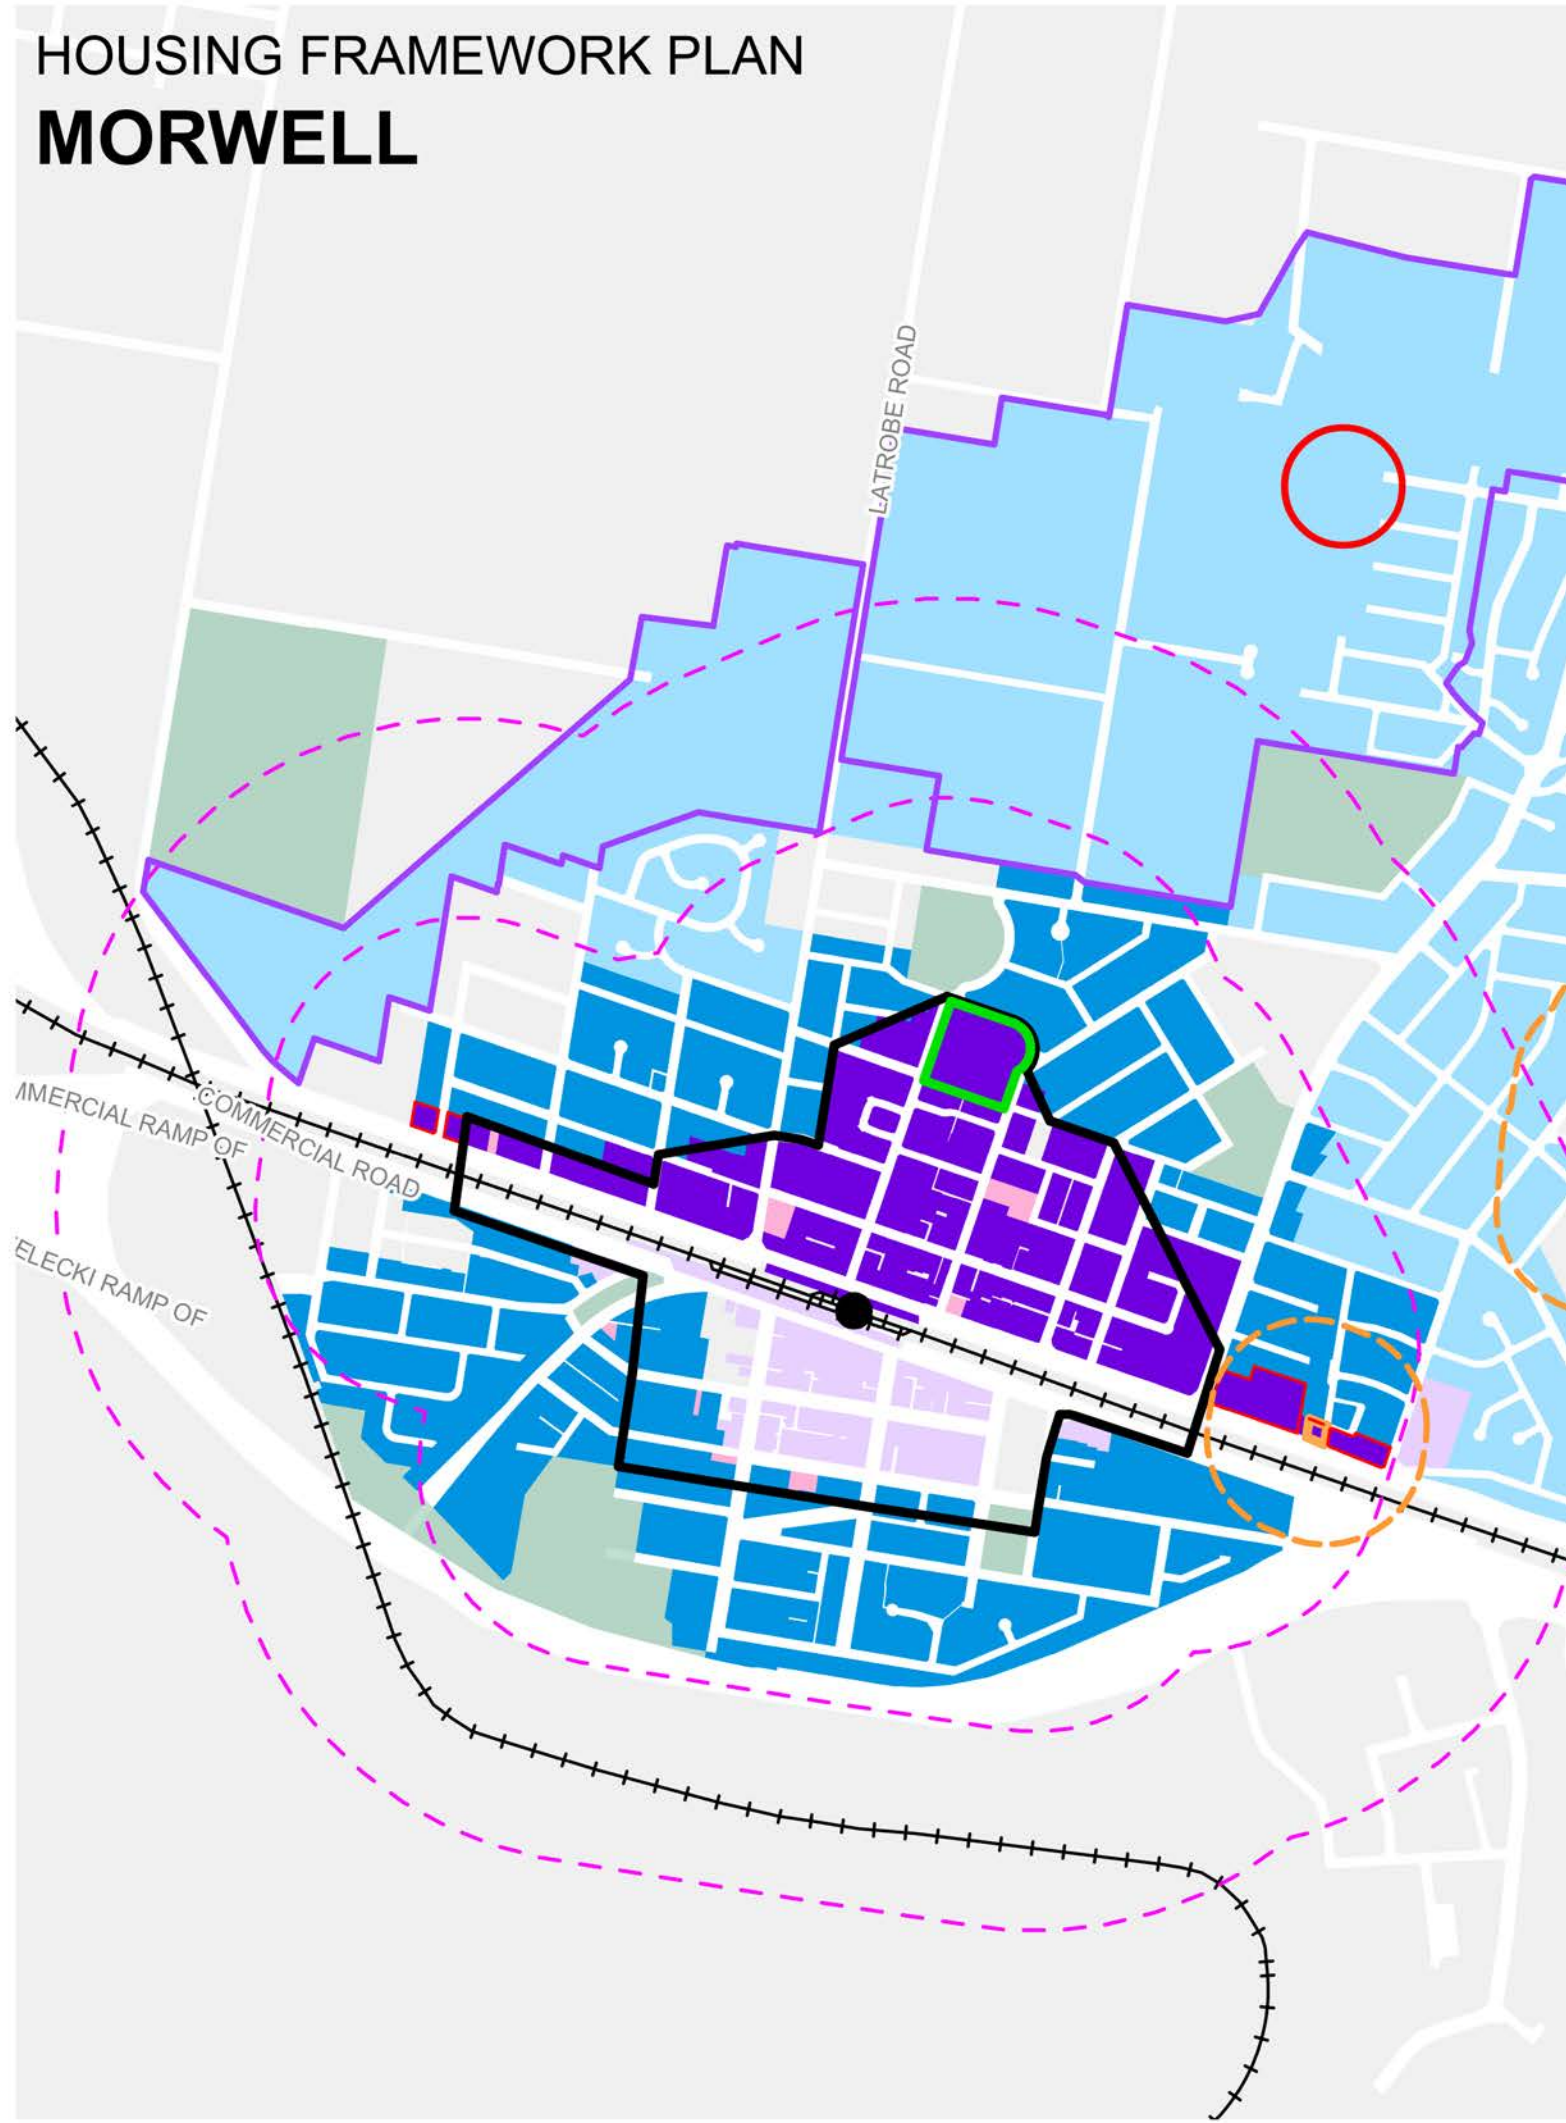 HOUSING FRAMEWORK PLAN
MORWELL
LATROBE ROAD
COMMERCIAL ROAD
MMERCIAL RAMP OF
ELECKI RAMP OF